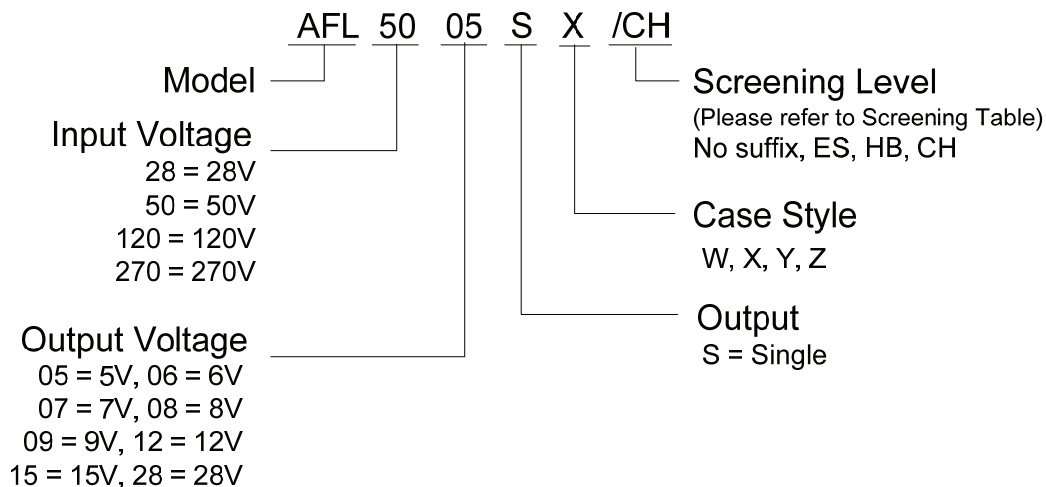 AFL 50 05 S X /CH
Model
Input Voltage
28 = 28V
50 = 50V
120 = 120V
270 = 270V
Output Voltage
05 = 5V, 06 = 6V
07 = 7V, 08 = 8V
09 = 9V, 12 = 12V
15 = 15V, 28 = 28V
Screening Level
(Please refer to Screening Table)
No suffix, ES, HB, CH
Case Style
W, X, Y, Z
Output
S = Single